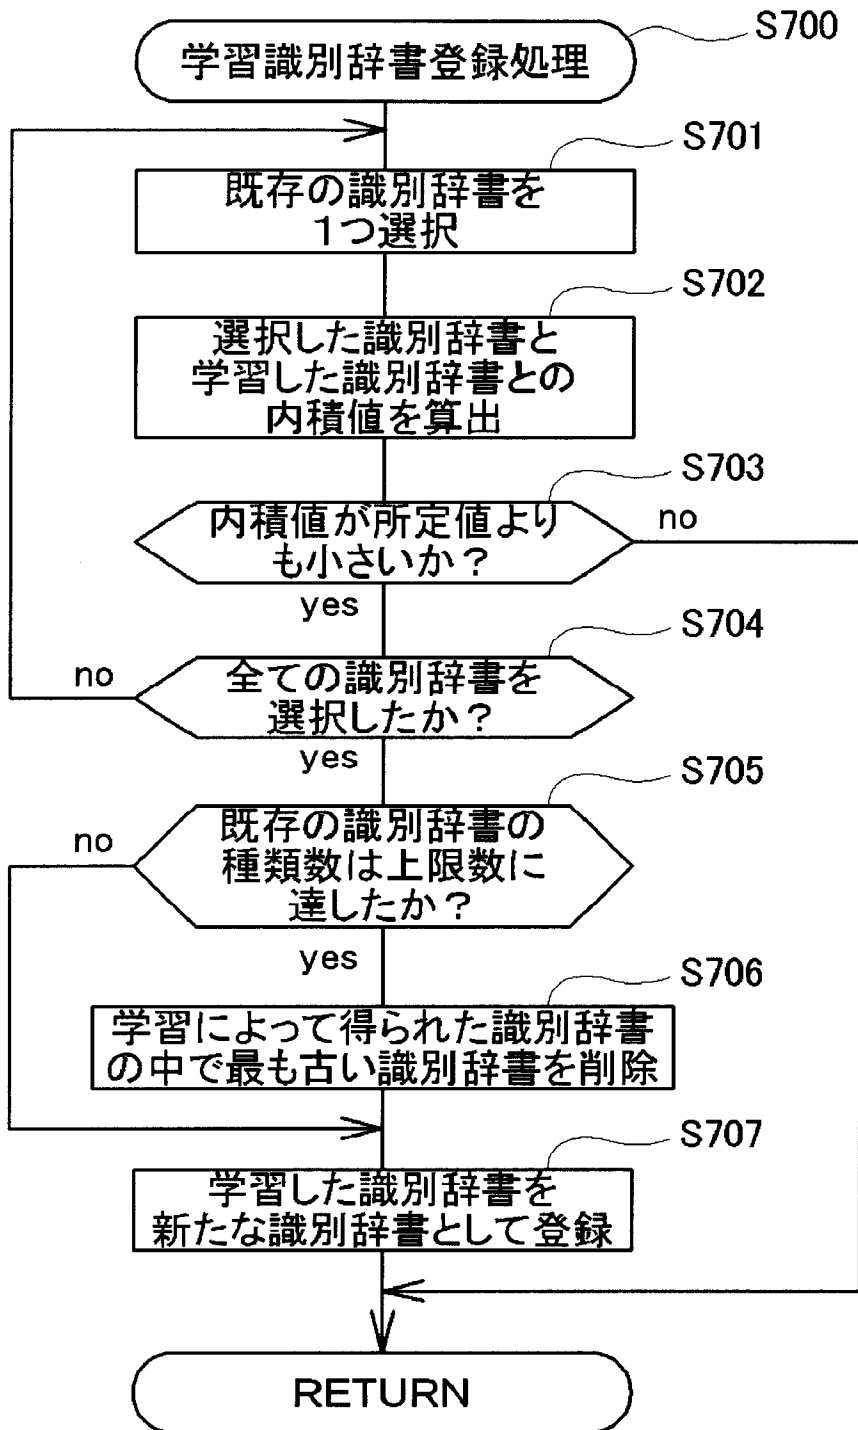 S700
学習識別辞書登録処理
S701
既存の識別辞書を
1つ選択
S702
選択した識別辞書と
学習した識別辞書との
内積値を算出
S703
内積値が所定値より
も小さいか?
no
yes
S704
全ての識別辞書を
選択したか?
no
yes
S705
既存の識別辞書の
種類数は上限数に
達したか?
no
yes
S706
学習によって得られた識別辞書
の中で最も古い識別辞書を削除
S707
学習した識別辞書を
新たな識別辞書として登録
RETURN